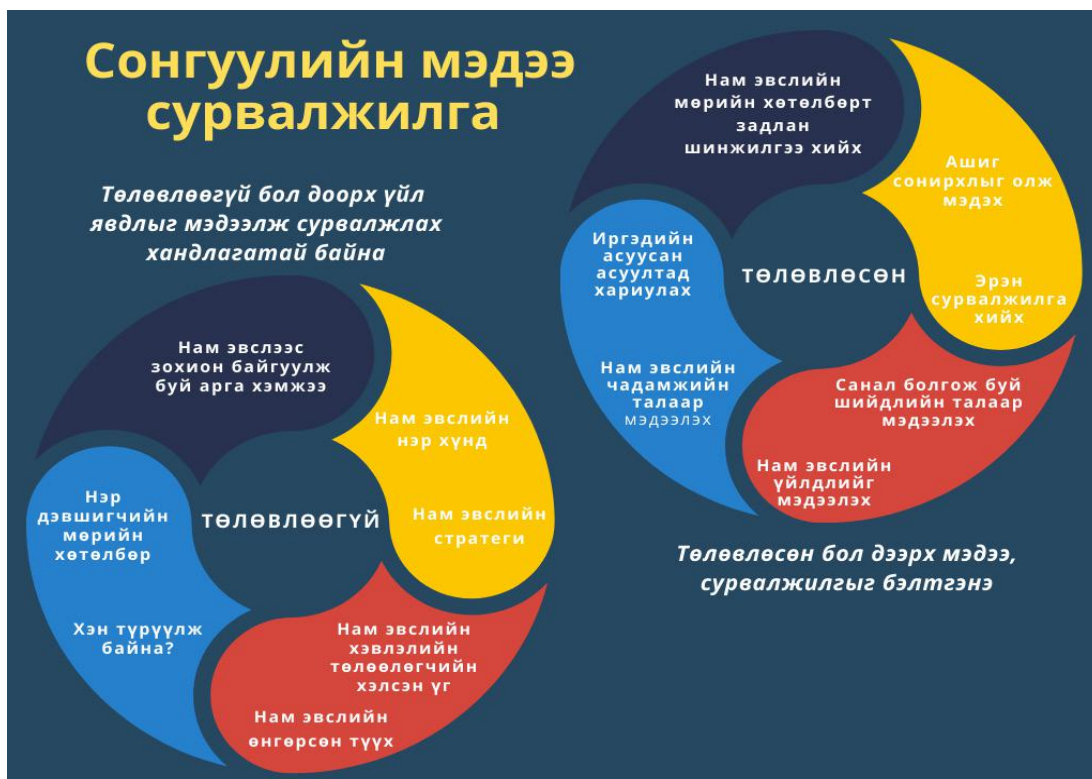 Сонгуулийн мэдээ
сурвалжилга
Төлөвлөөгүй бол доорх үйл
явдлыг мэдээлж сурвалжлах
хандлагатай байна
Нам эвслээс
зохион байгуулж
буй арга хэмжээ
Нам эвслийн
нэр хүнд
Нам эвслийн
стратеги
Нам эвслийн
хэвлэлийн
төлөөлөгчийн
хэлсэн үг
Нам эвслийн
өнгөрсөн түүх
Нэр
дэвшигчийн
мөрийн
хөтөлбөр
Хэн түрүүлж
байна?
ТӨЛӨВЛӨӨГҮЙ
Нам эвслийн
мөрийн хөтөлбөрт
задлан
шинжилгээ хийх
Ашиг
сонирхлыг олж
мэдэх
Эрэн
сурвалжилга
хийх
Санал болгож буй
шийдлийн талаар
мэдээлэх
Нам эвслийн
үйлдлийг
мэдээлэх
Иргэдийн
асуусан
асуултад
хариулах
Нам эвслийн
чадамжийн
талаар
мэдээлэх
ТӨЛӨВЛӨСӨН
Төлөвлөсөн бол дээрх мэдээ,
сурвалжилгыг бэлтгэнэ